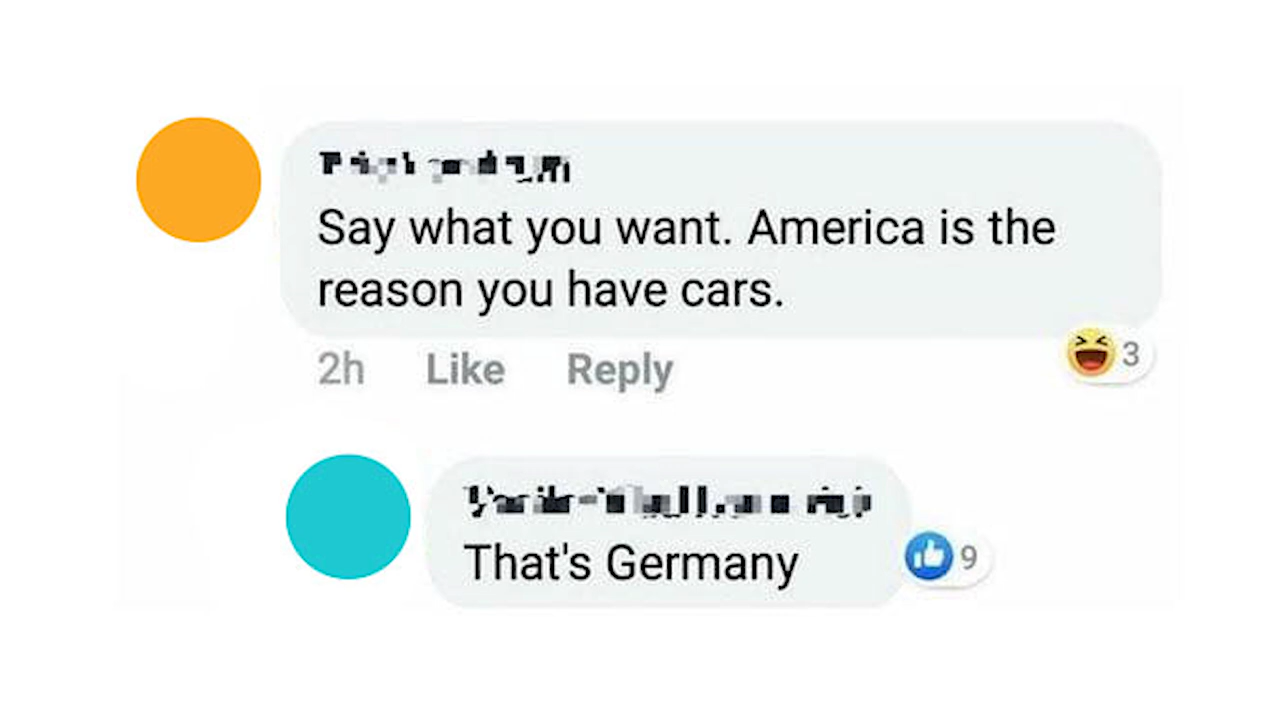 Say what you want. America is the
reason you have cars.
2h Like Reply
3
That's Germany
9